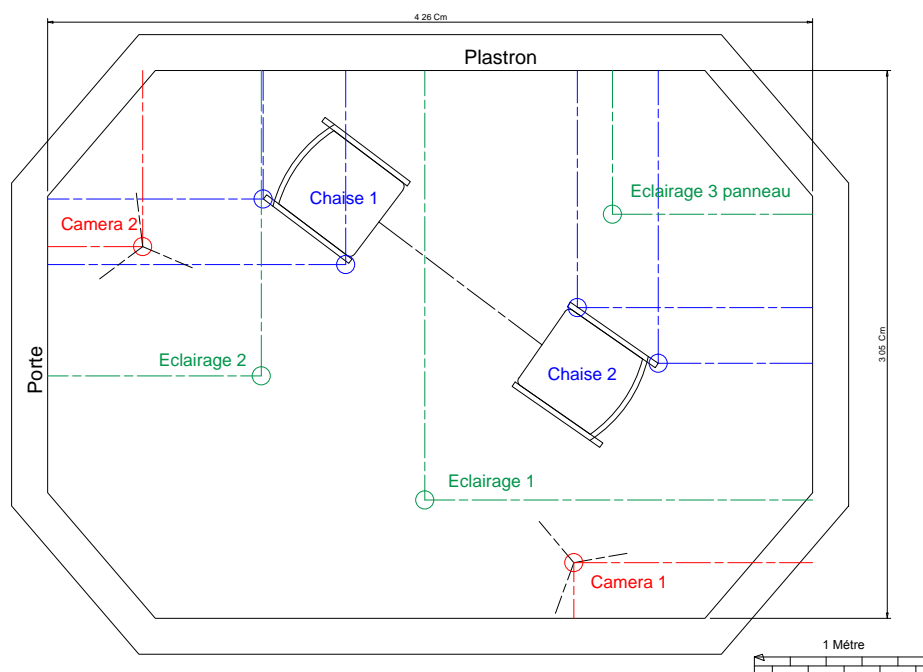 4 26 Cm
Plastron
Chaise 1
Eclairage 3 panneau
Camera 2
Porte
Eclairage 2
3 05 Cm
Chaise 2
Eclairage 1
Camera 1
1 Métre